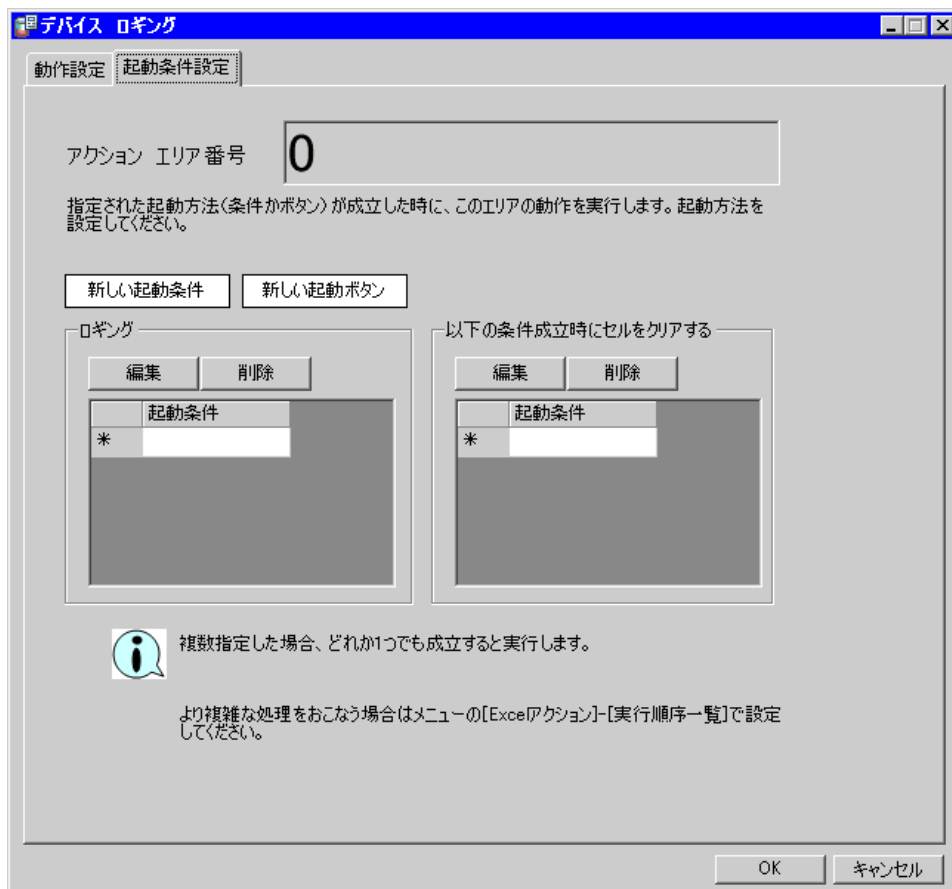 デバイス ロギング
動作設定
起動条件設定
アクション エリア番号
0
指定された起動方法(条件かボタン)が成立した時に、このエリアの動作を実行します。起動方法を
設定してください。
新しい起動条件
新しい起動ボタン
ロギング
編集
削除
起動条件
*
以下の条件成立時にセルをクリアする
編集
削除
起動条件
*
複数指定した場合、どれか1つでも成立すると実行します。
より複雑な処理をおこなう場合はメニューの[Excelアクション]-[実行順序一覧]で設定
してください。
OK
キャンセル